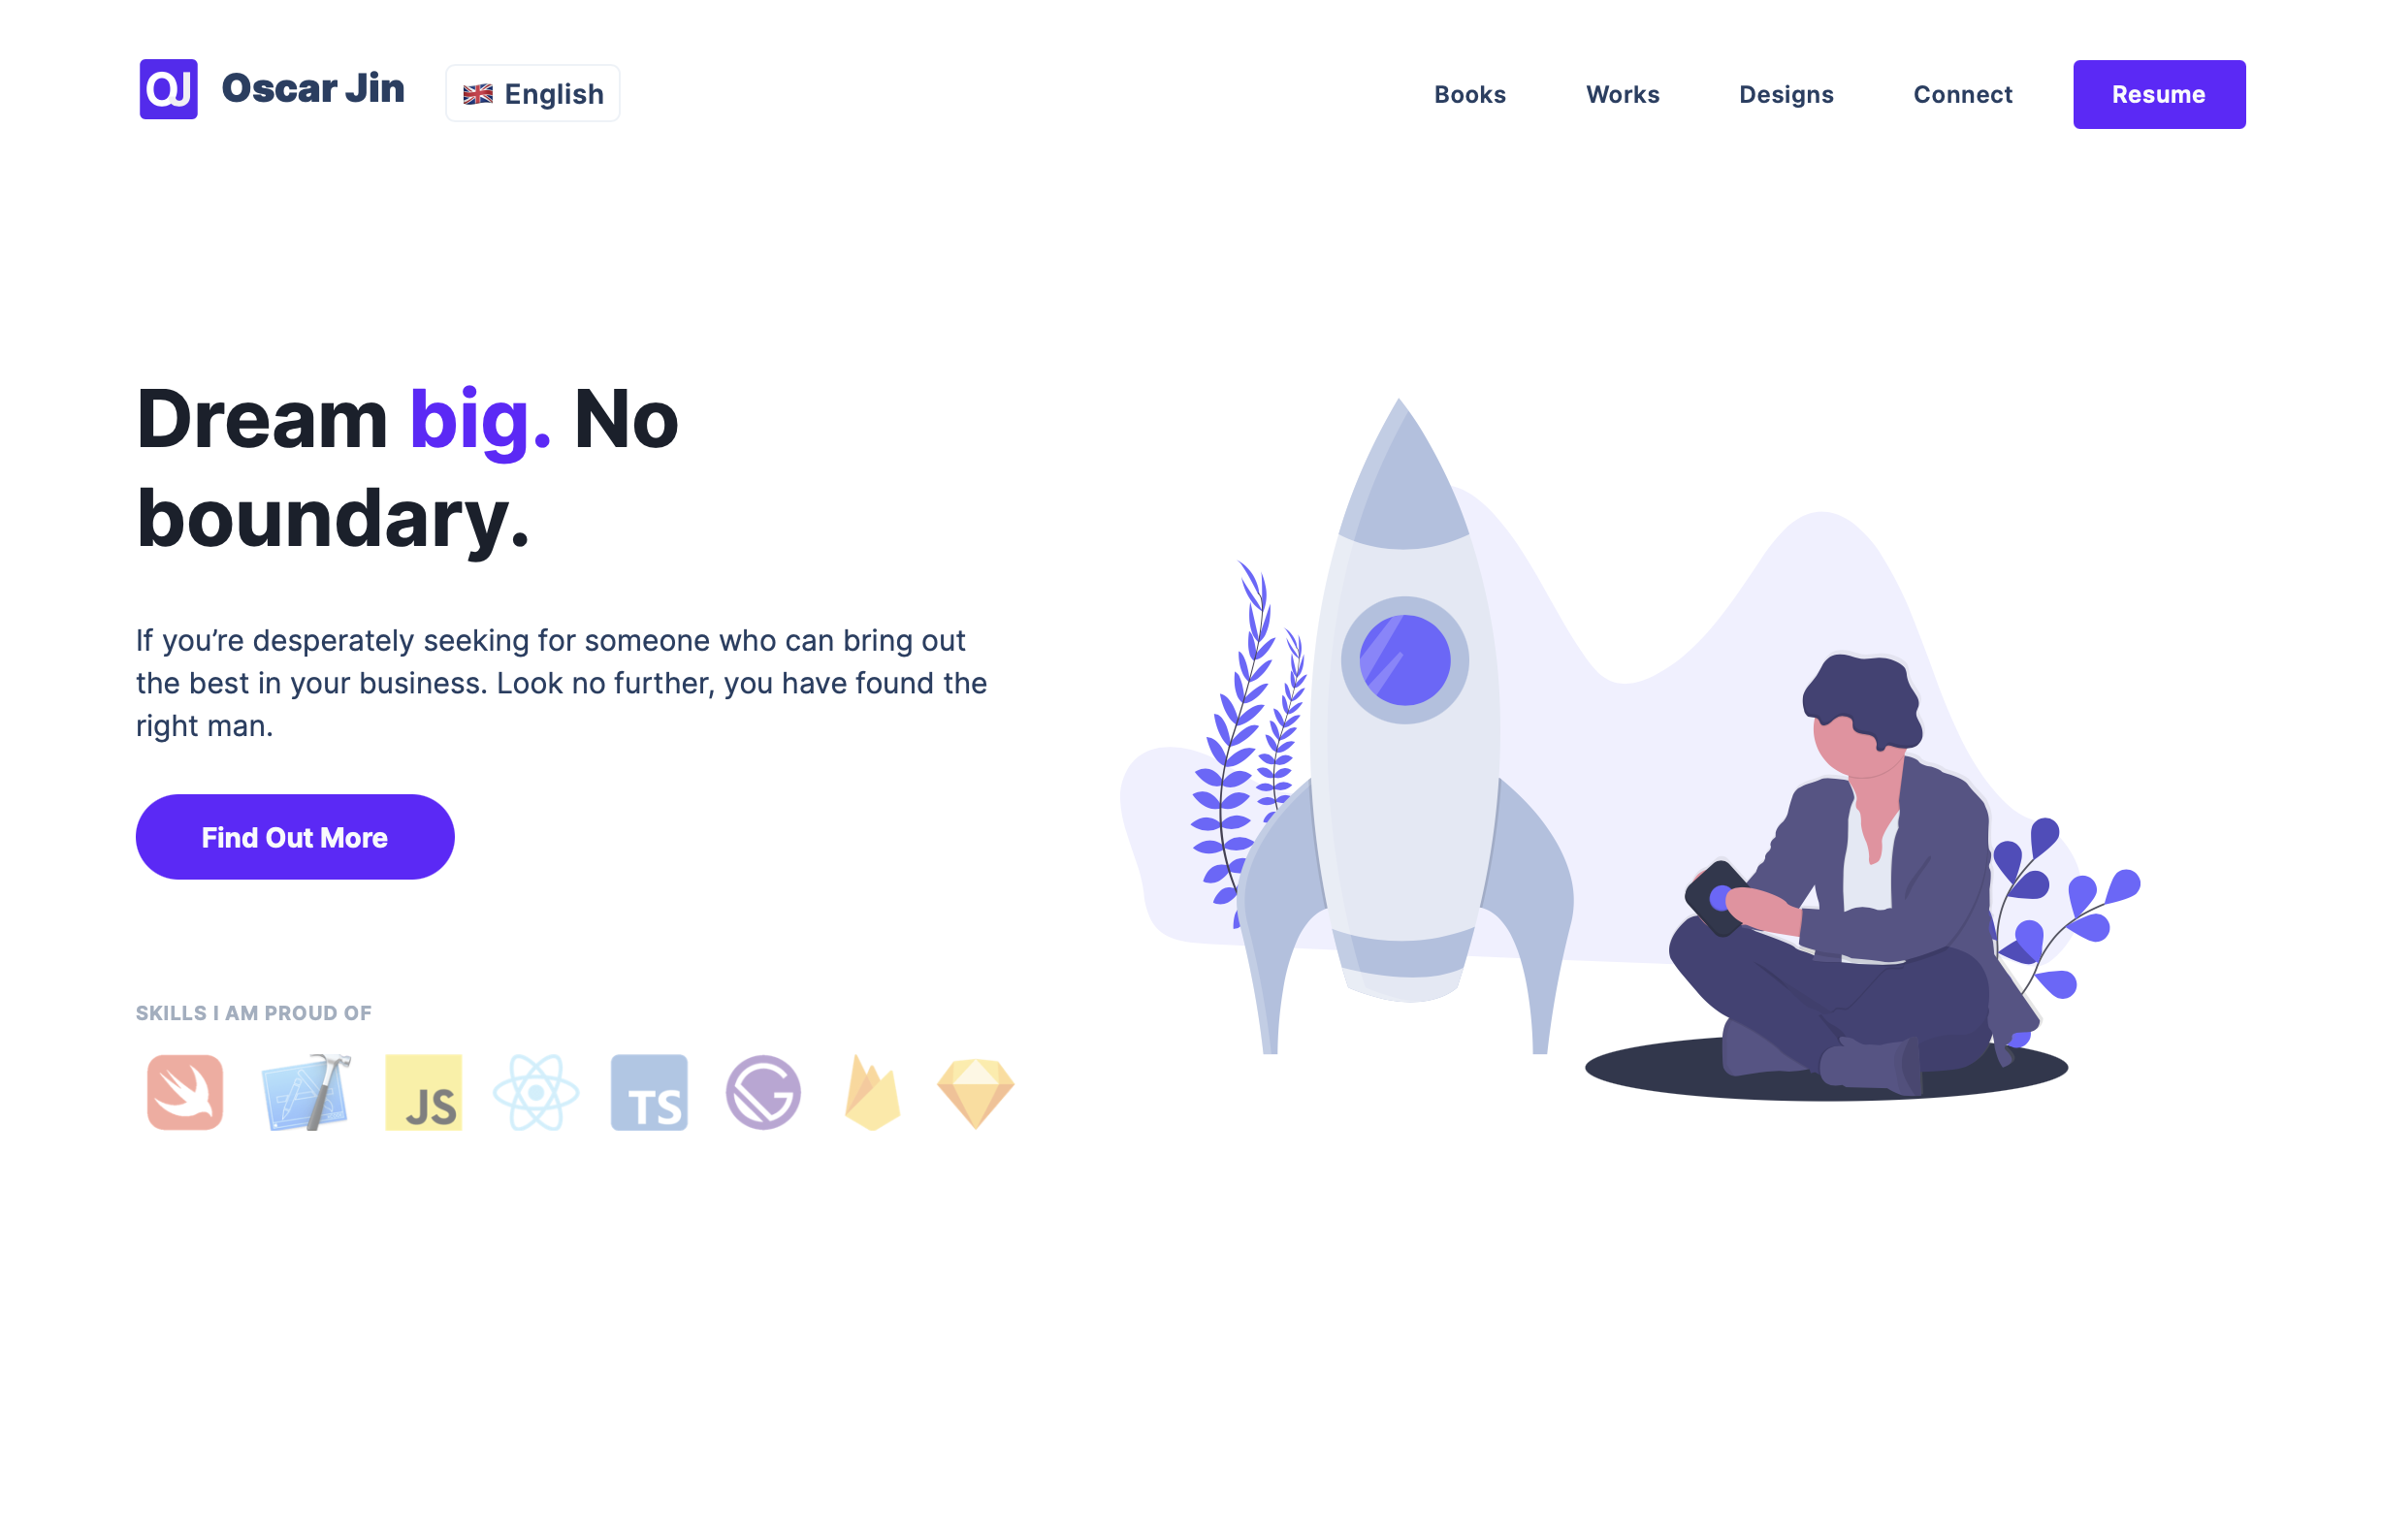 OJ Oscar Jin 🇬🇧 English Books Works Designs Connect Resume
Dream big. No
boundary.
If you’re desperately seeking for someone who can bring out
the best in your business. Look no further, you have found the
right man.
Find Out More
SKILLS I AM PROUD OF
JS TS